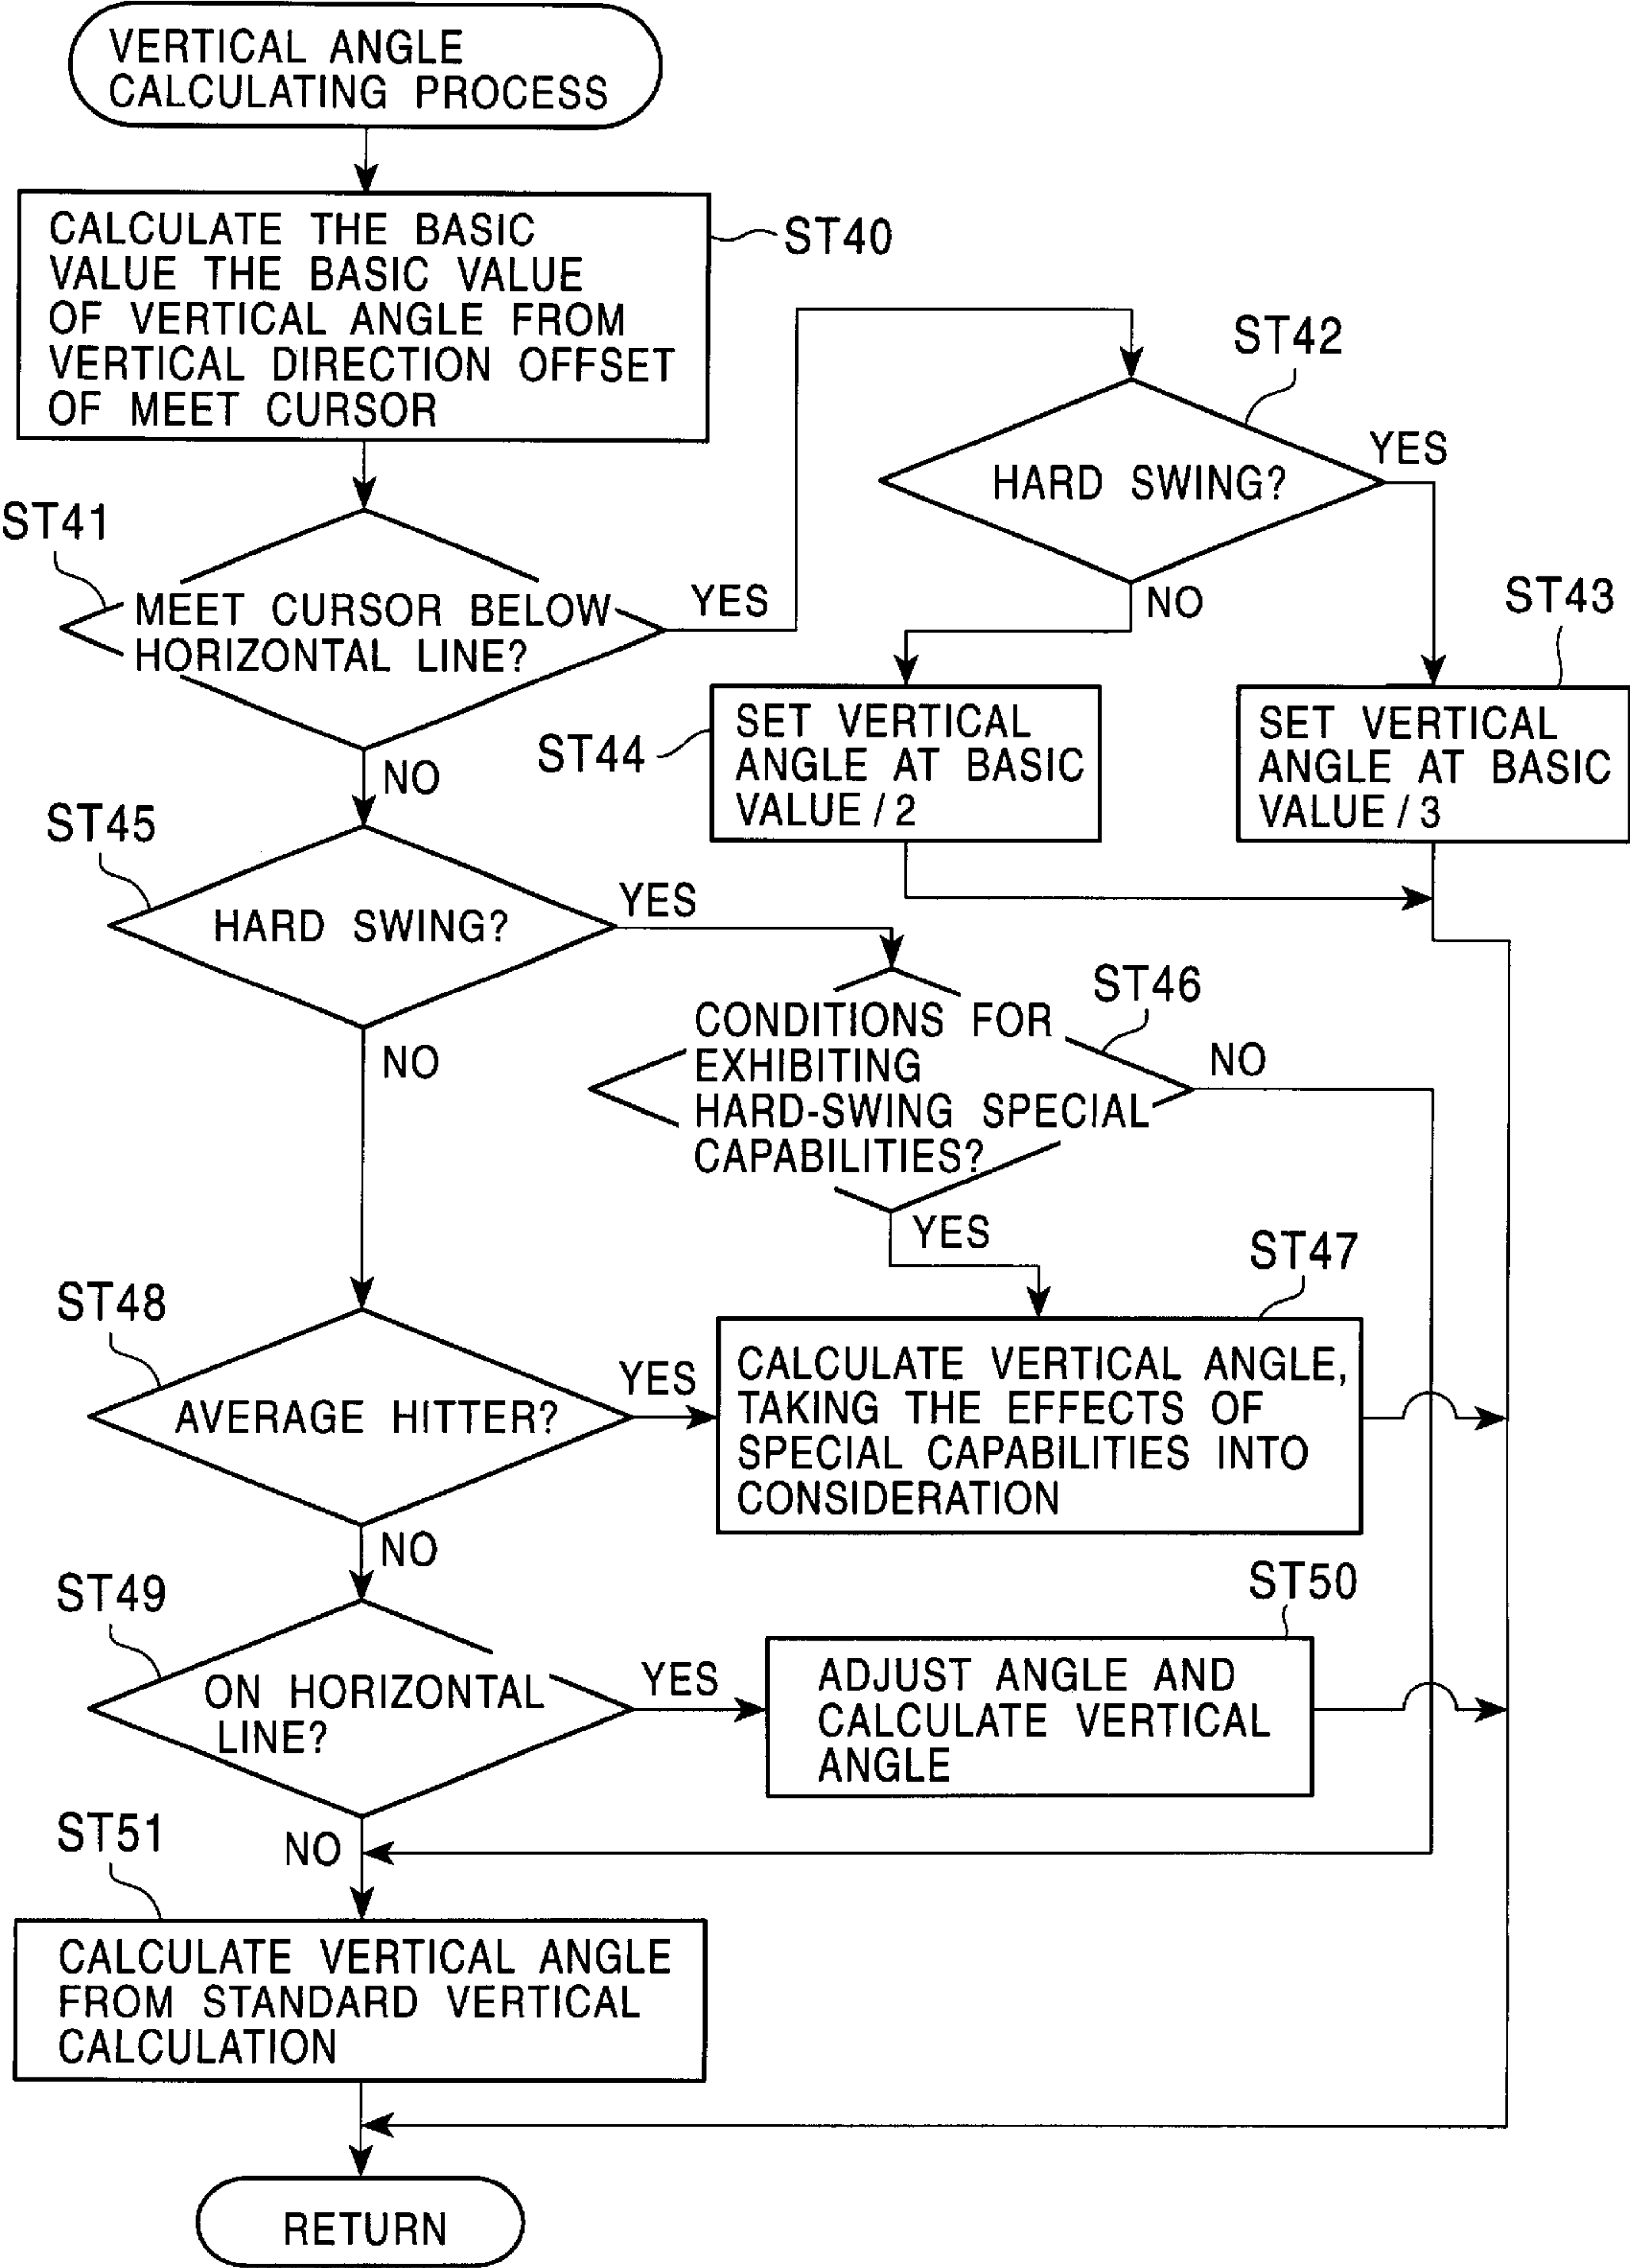 VERTICAL ANGLE
CALCULATING PROCESS
CALCULATE THE BASIC
VALUE THE BASIC VALUE
OF VERTICAL ANGLE FROM
VERTICAL DIRECTION OFFSET
OF MEET CURSOR
ST40
ST41
MEET CURSOR BELOW
HORIZONTAL LINE?
YES
NO
ST42
HARD SWING?
YES
NO
ST43
SET VERTICAL
ANGLE AT BASIC
VALUE / 3
ST44
SET VERTICAL
ANGLE AT BASIC
VALUE / 2
ST45
HARD SWING?
YES
NO
ST46
CONDITIONS FOR
EXHIBITING
HARD-SWING SPECIAL
CAPABILITIES?
NO
YES
ST47
CALCULATE VERTICAL ANGLE,
TAKING THE EFFECTS OF
SPECIAL CAPABILITIES INTO
CONSIDERATION
ST48
AVERAGE HITTER?
YES
NO
ST49
ON HORIZONTAL
LINE?
YES
NO
ST50
ADJUST ANGLE AND
CALCULATE VERTICAL
ANGLE
ST51
CALCULATE VERTICAL ANGLE
FROM STANDARD VERTICAL
CALCULATION
RETURN